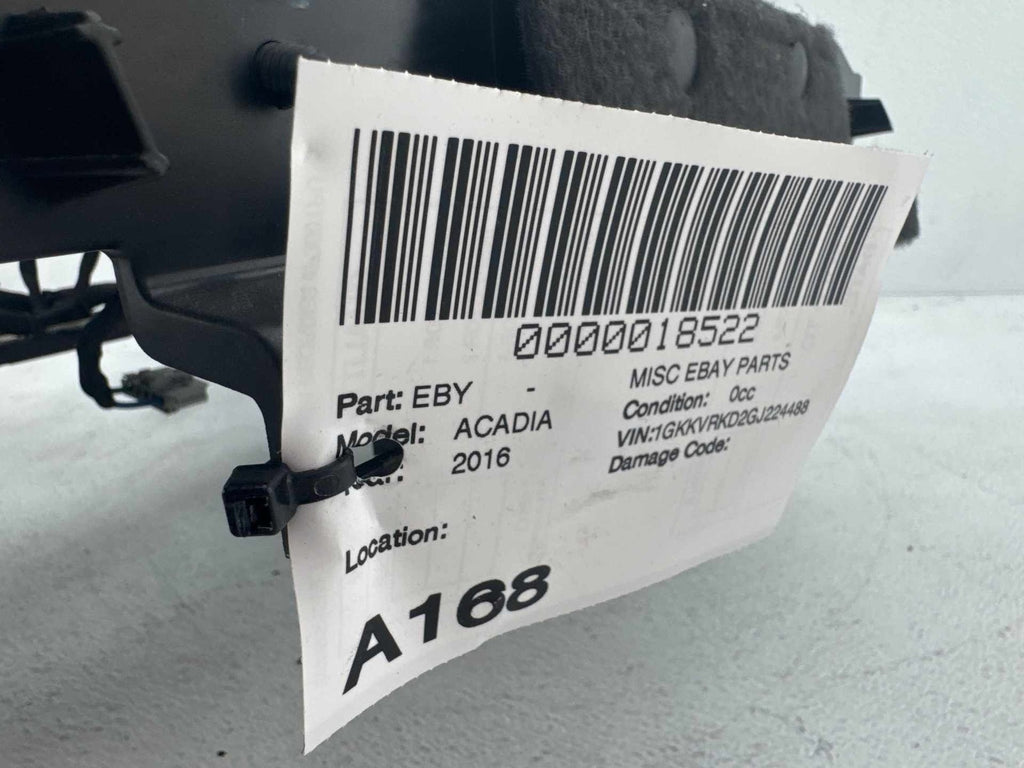 0000018522
Part: EBY - MISC EBAY PARTS
Model: ACADIA Condition: 0cc
2016 VIN:1GKKVRKD2GJ224488
Damage Code:
Location:
A168